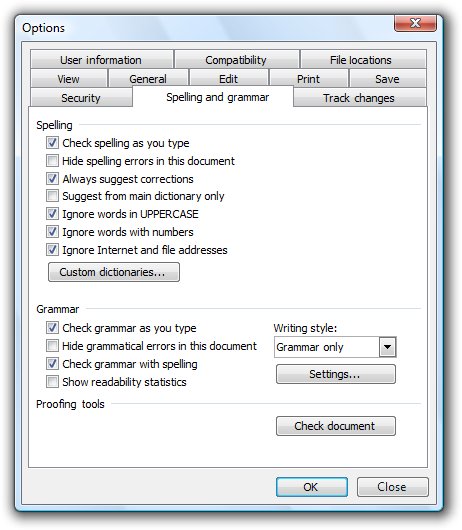 Options
User information Compatibility File locations
View General Edit Print Save
Security Spelling and grammar Track changes
Spelling
Check spelling as you type
Hide spelling errors in this document
Always suggest corrections
Suggest from main dictionary only
Ignore words in UPPERCASE
Ignore words with numbers
Ignore Internet and file addresses
Custom dictionaries...
Grammar
Check grammar as you type Writing style:
Hide grammatical errors in this document Grammar only
Check grammar with spelling Settings...
Show readability statistics
Proofing tools
Check document
OK Close